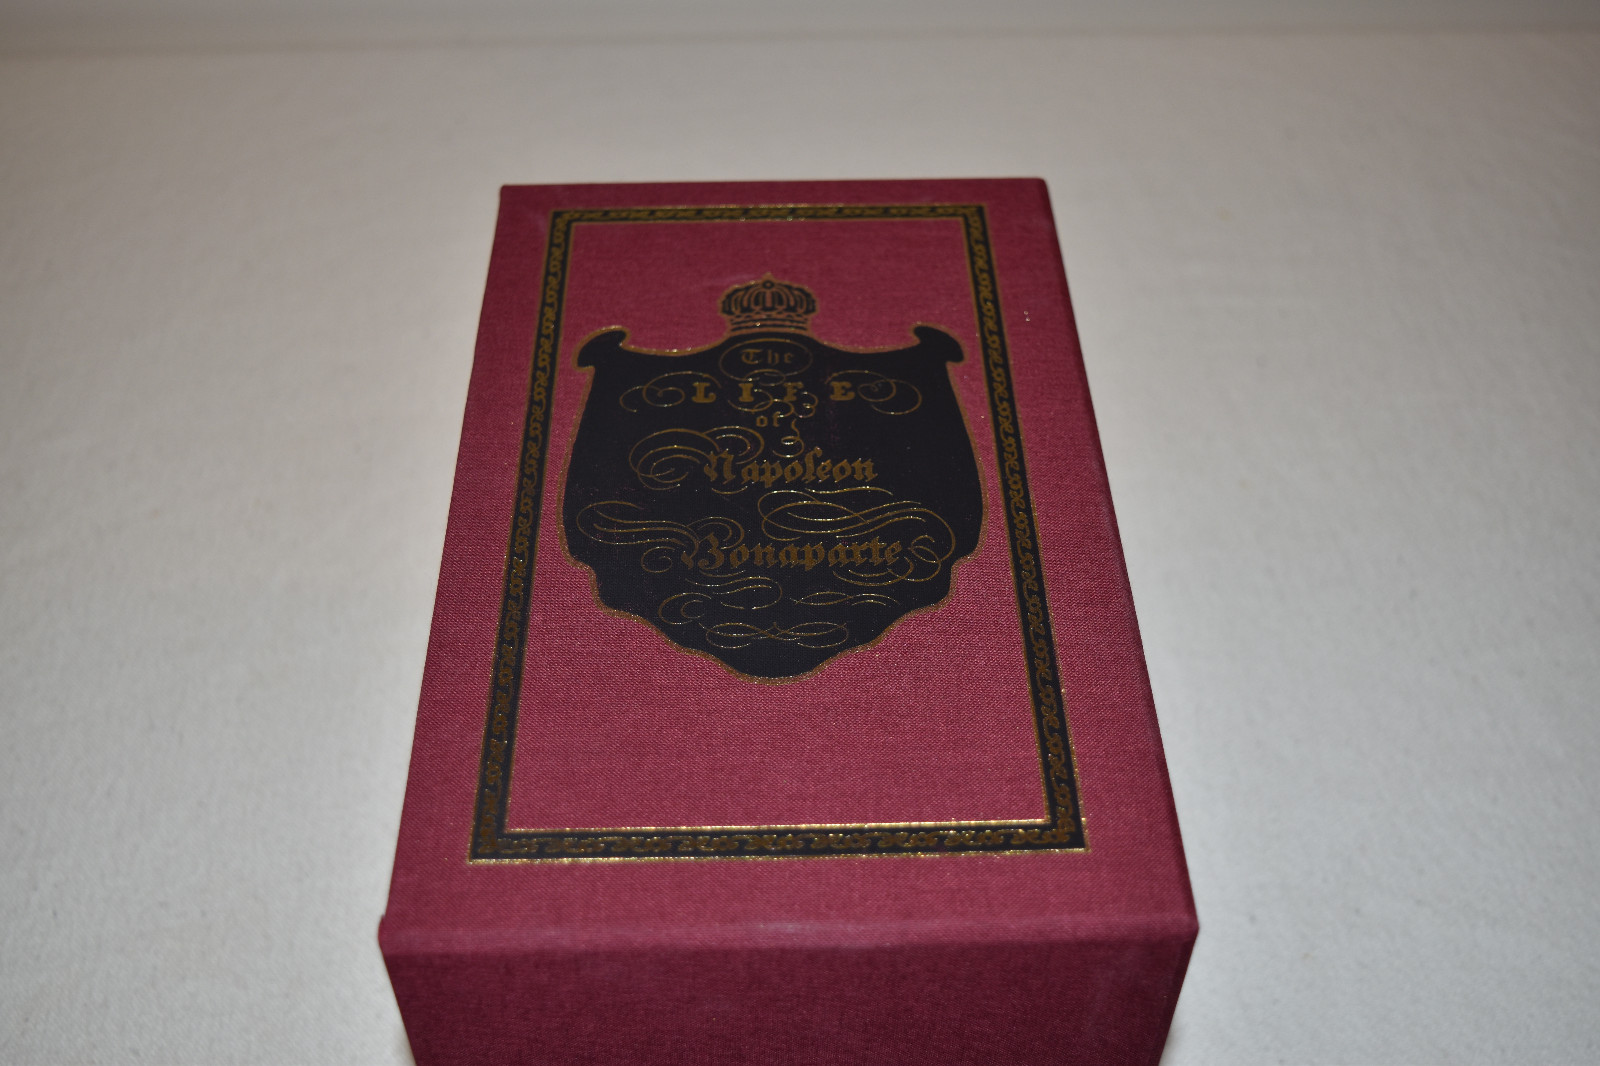 The
LIFE
of
Napoleon
Bonaparte